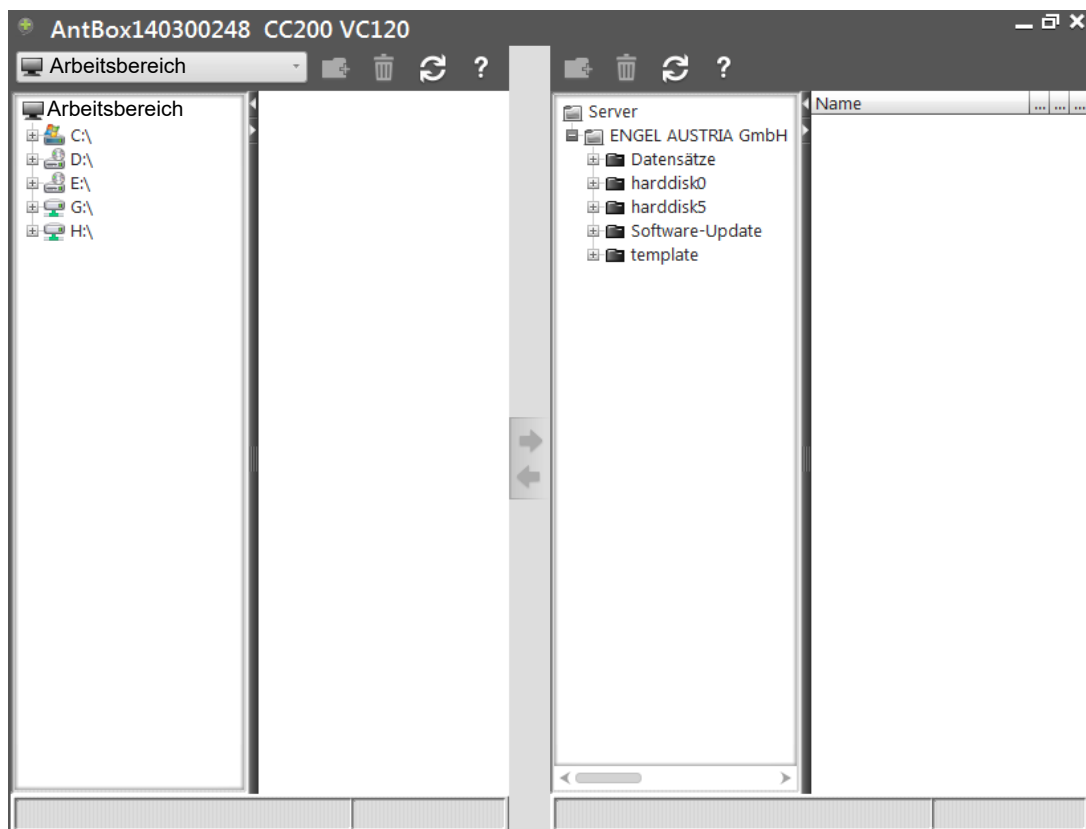 AntBox140300248 CC200 VC120
Arbeitsbereich
?
?
Arbeitsbereich
C:\
D:\
E:\
G:\
H:\
Server
ENGEL AUSTRIA GmbH
Datensätze
harddisk0
harddisk5
Software-Update
template
Name
... ... ...